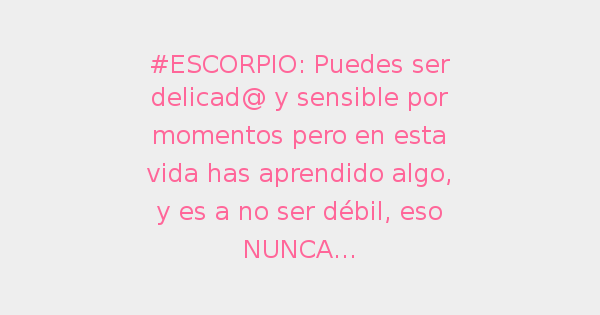 #ESCORPIO: Puedes ser
delicad@ y sensible por
momentos pero en esta
vida has aprendido algo,
y es a no ser débil, eso
NUNCA...